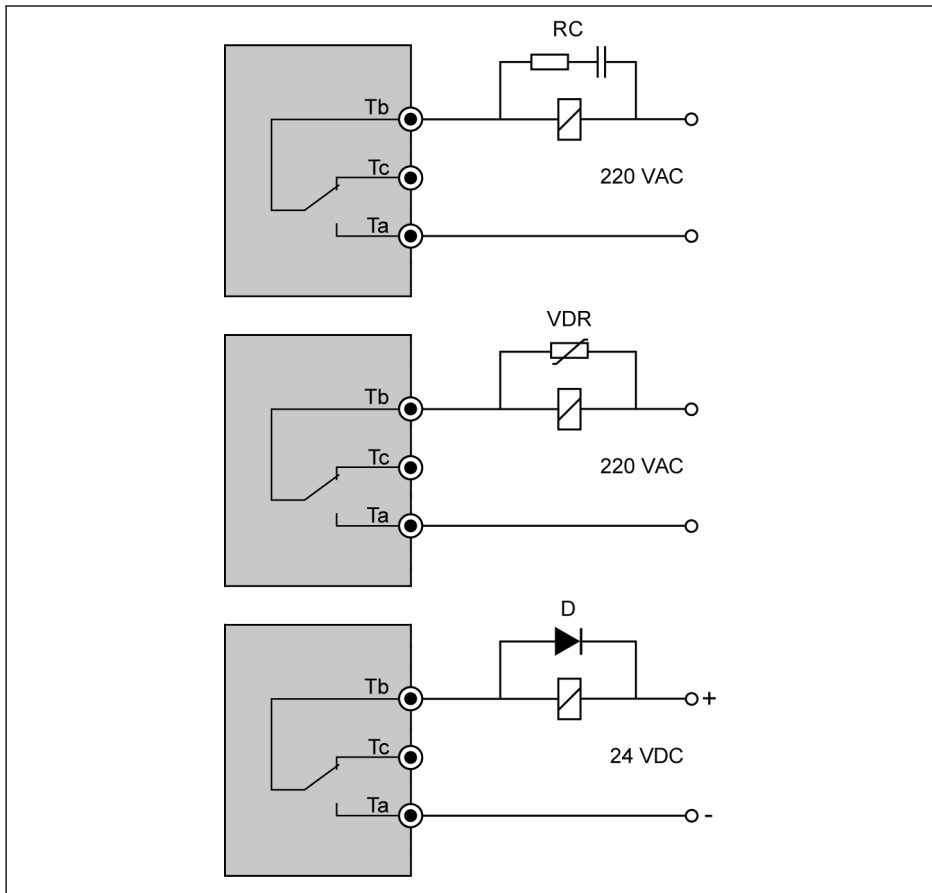 RC
Tb
Tc
220 VAC
Ta
VDR
Tb
Tc
220 VAC
Ta
D
Tb
+
Tc
24 VDC
Ta
-